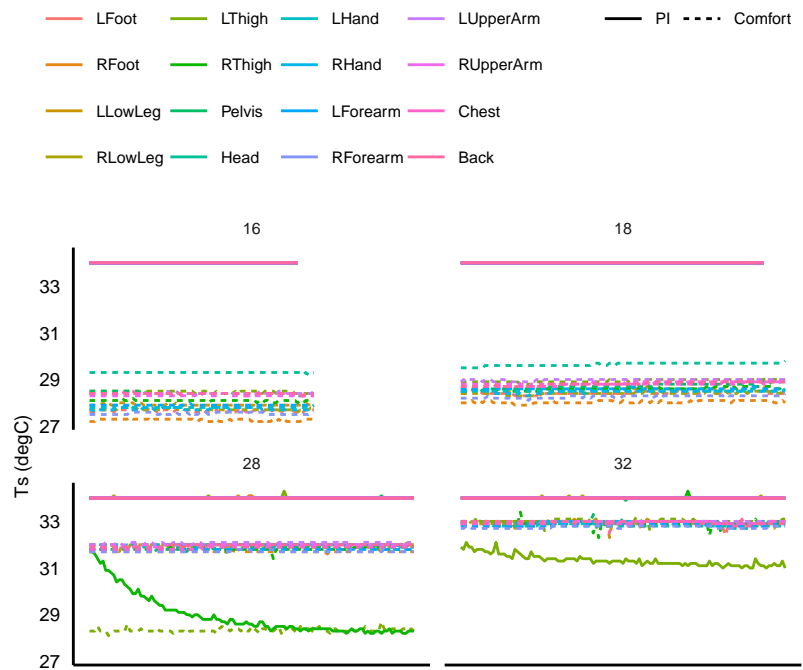 LFoot LThigh LHand LUpperArm PI Comfort
RFoot RThigh RHand RUpperArm
LLowLeg Pelvis LForearm Chest
RLowLeg Head RForearm Back
16 18
33
31
29
27
Ts (degC)
28 32
33
31
29
27